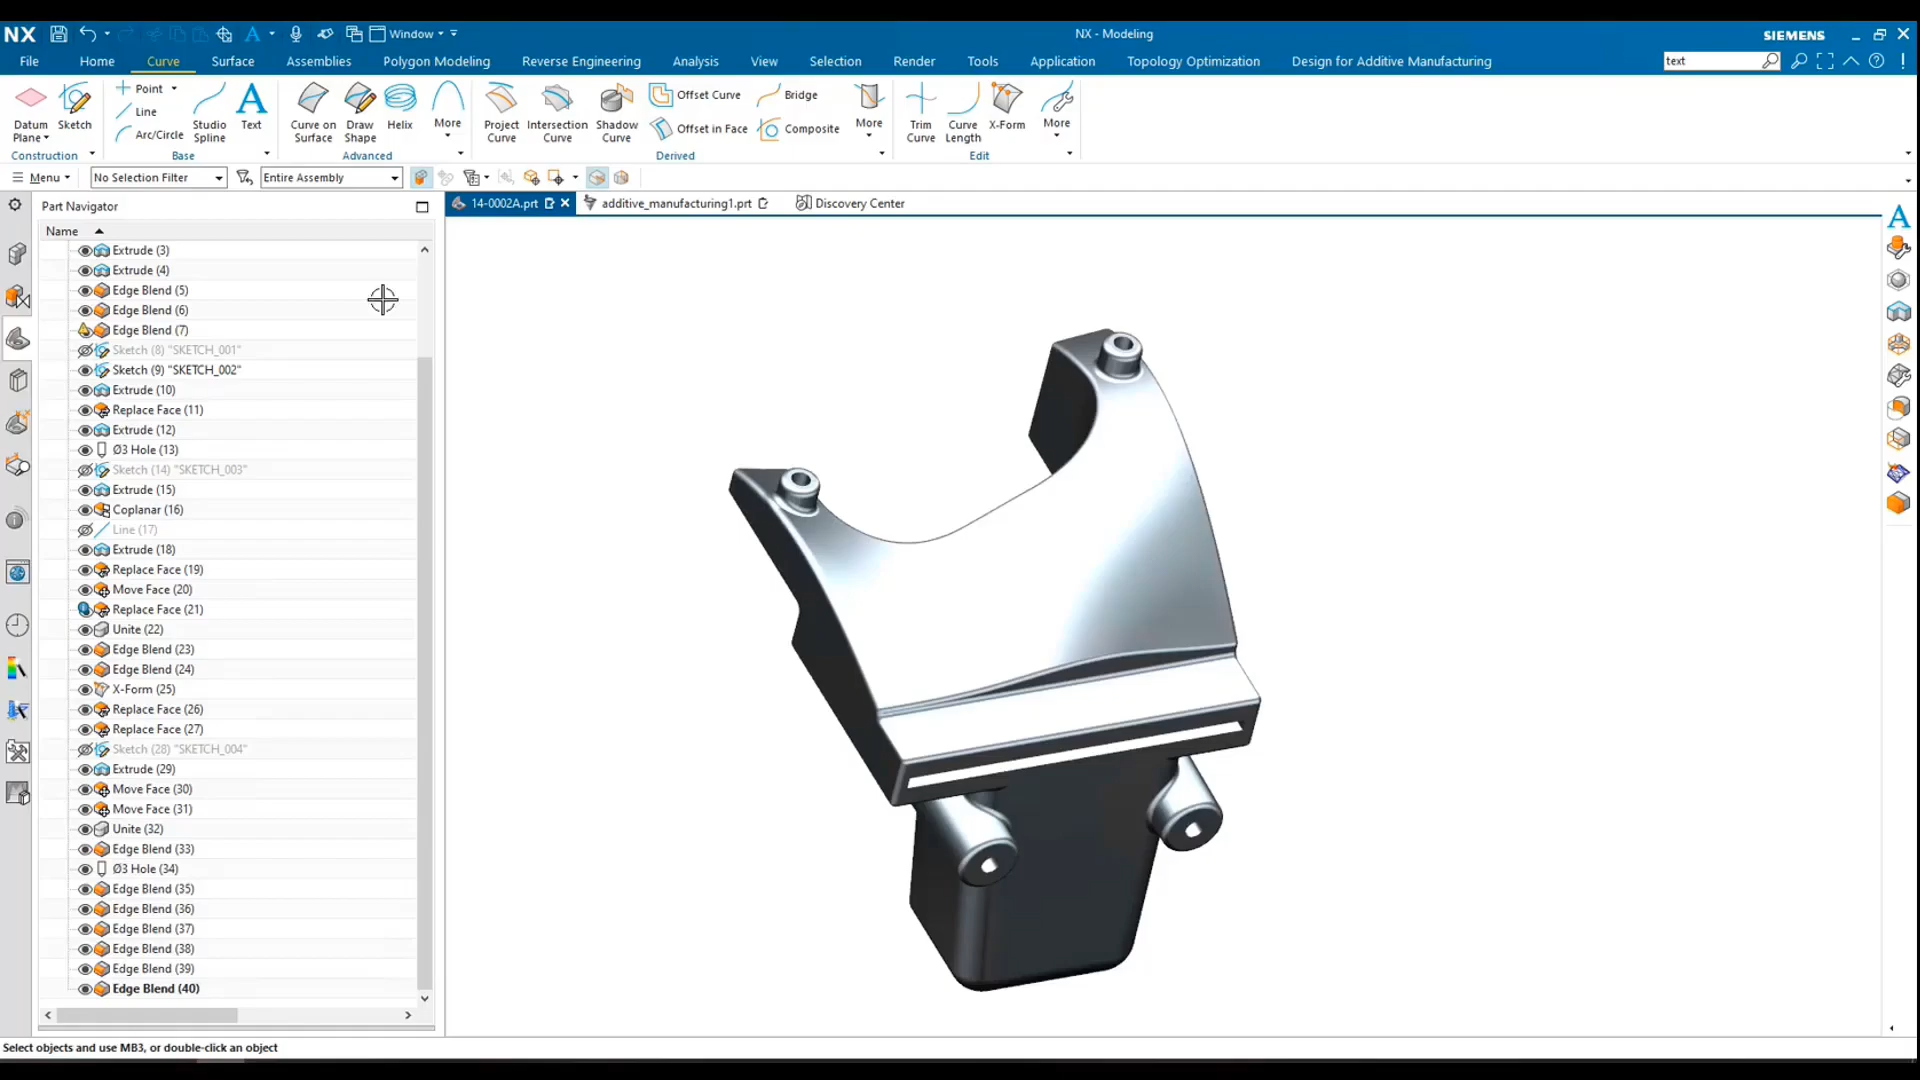 NX
Window
NX - Modeling
SIEMENS
File
Home
Curve
Surface
Assemblies
Polygon Modeling
Reverse Engineering
Analysis
View
Selection
Render
Tools
Application
Topology Optimization
Design for Additive Manufacturing
text
Datum Plane
Sketch
Point
Line
Arc/Circle
Studio Spline
A
Text
Curve on Surface
Draw Shape
Helix
More
Project Curve
Intersection Curve
Shadow Curve
Offset Curve
Offset in Face
Bridge
Composite
More
Trim Curve
Curve Length
X-Form
More
Construction
Base
Advanced
Derived
Edit
Menu
No Selection Filter
Entire Assembly
Part Navigator
14-0002A.prt
additive_manufacturing1.prt
Discovery Center
Name
Extrude (3)
Extrude (4)
Edge Blend (5)
Edge Blend (6)
Edge Blend (7)
Sketch (8) "SKETCH_001"
Sketch (9) "SKETCH_002"
Extrude (10)
Replace Face (11)
Extrude (12)
Ø3 Hole (13)
Sketch (14) "SKETCH_003"
Extrude (15)
Coplanar (16)
Line (17)
Extrude (18)
Replace Face (19)
Move Face (20)
Replace Face (21)
Unite (22)
Edge Blend (23)
Edge Blend (24)
X-Form (25)
Replace Face (26)
Replace Face (27)
Sketch (28) "SKETCH_004"
Extrude (29)
Move Face (30)
Move Face (31)
Unite (32)
Edge Blend (33)
Ø3 Hole (34)
Edge Blend (35)
Edge Blend (36)
Edge Blend (37)
Edge Blend (38)
Edge Blend (39)
Edge Blend (40)
Select objects and use MB3, or double-click an object